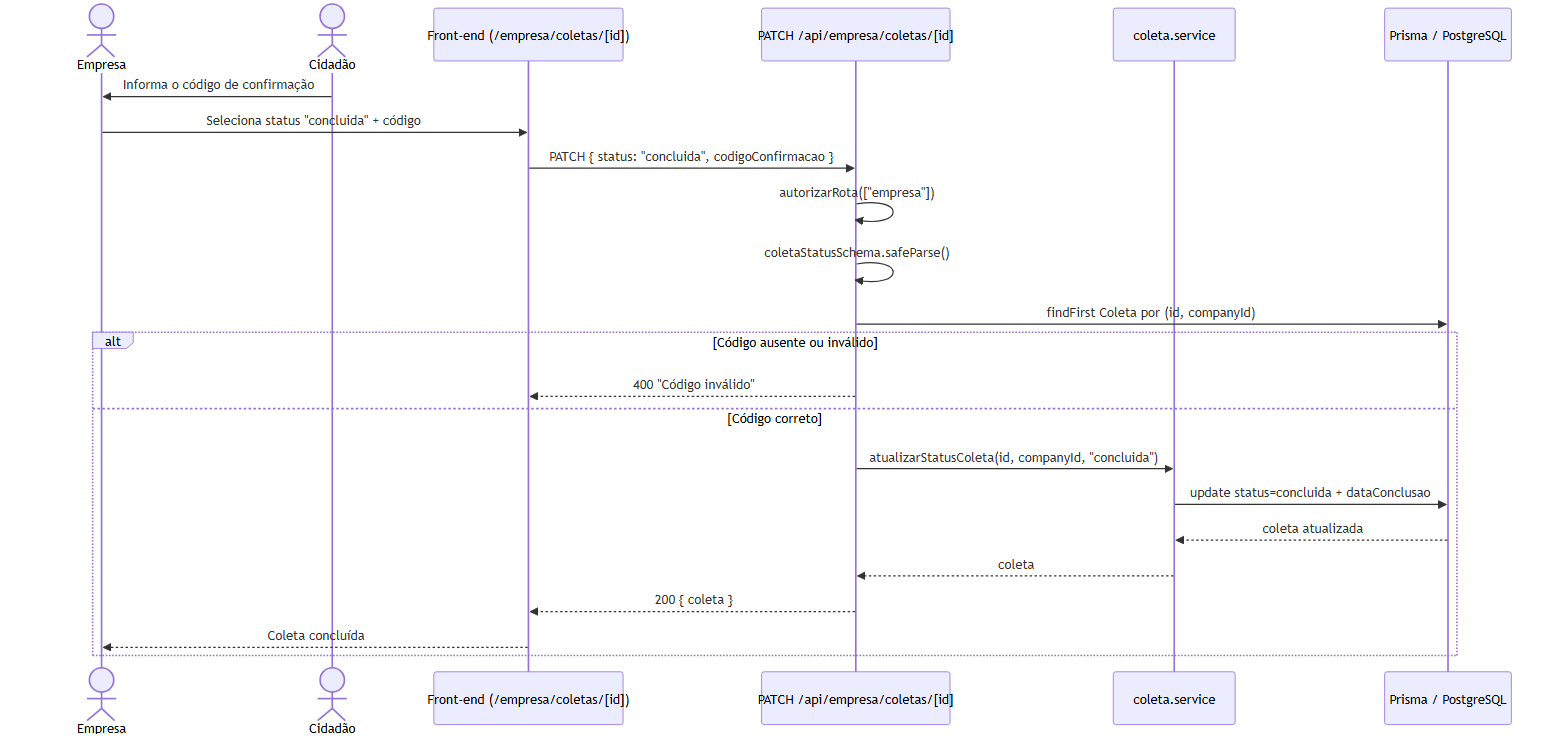 Empresa
Cidadão
Front-end (/empresa/coletas/[id])
PATCH /api/empresa/coletas/[id]
coleta.service
Prisma / PostgreSQL
Informa o código de confirmação
Seleciona status "concluida" + código
PATCH { status: "concluida", codigoConfirmacao }
autorizarRota(["empresa"])
coletaStatusSchema.safeParse()
findFirst Coleta por (id, companyId)
alt
[Código ausente ou inválido]
400 "Código inválido"
[Código correto]
atualizarStatusColeta(id, companyId, "concluida")
update status=concluida + dataConclusao
coleta atualizada
coleta
200 { coleta }
Coleta concluída
Empresa
Cidadão
Front-end (/empresa/coletas/[id])
PATCH /api/empresa/coletas/[id]
coleta.service
Prisma / PostgreSQL